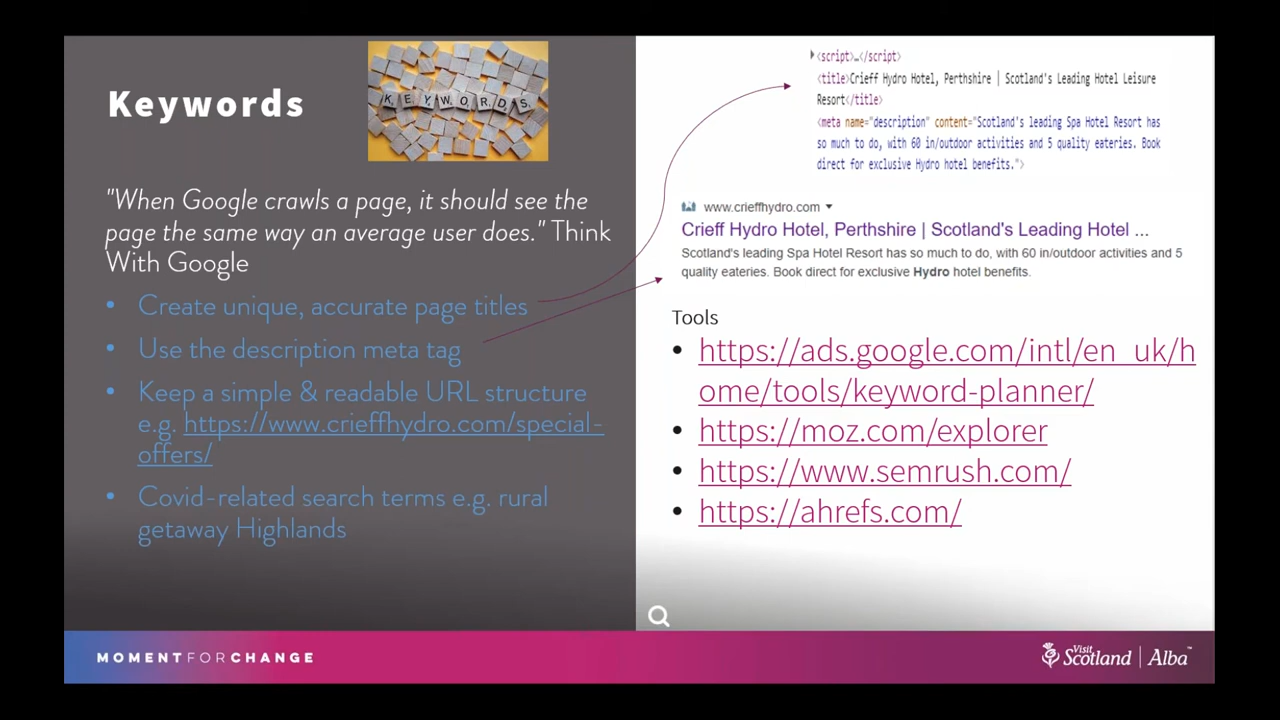 Keywords
KEYWORDS
"When Google crawls a page, it should see the
page the same way an average user does." Think
With Google
• Create unique, accurate page titles
• Use the description meta tag
• Keep a simple & readable URL structure
e.g. https://www.crieffhydro.com/special-
offers/
• Covid-related search terms e.g. rural
getaway Highlands
<script>…</script>
<title>Crieff Hydro Hotel, Perthshire | Scotland's Leading Hotel Leisure
Resort</title>
<meta name="description" content="Scotland's leading Spa Hotel Resort has
so much to do, with 60 in/outdoor activities and 5 quality eateries. Book
direct for exclusive Hydro hotel benefits.">
www.crieffhydro.com
Crieff Hydro Hotel, Perthshire | Scotland's Leading Hotel ...
Scotland's leading Spa Hotel Resort has so much to do, with 60 in/outdoor activities and 5
quality eateries. Book direct for exclusive Hydro hotel benefits.
Tools
• https://ads.google.com/intl/en_uk/h
ome/tools/keyword-planner/
• https://moz.com/explorer
• https://www.semrush.com/
• https://ahrefs.com/
MOMENTFORCHANGE
Visit
Scotland | Alba™